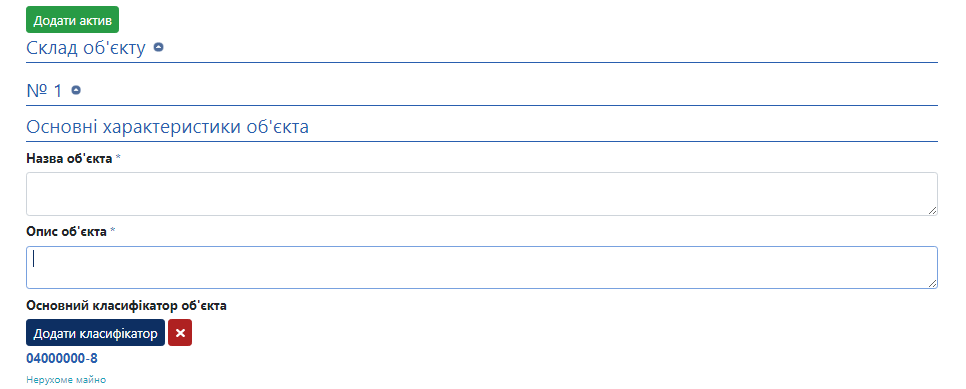 Додати актив
Склад об'єкту
№ 1
Основні характеристики об'єкта
Назва об'єкта *
Опис об'єкта *
Основний класифікатор об'єкта
Додати класифікатор
04000000-8
Нерухоме майно